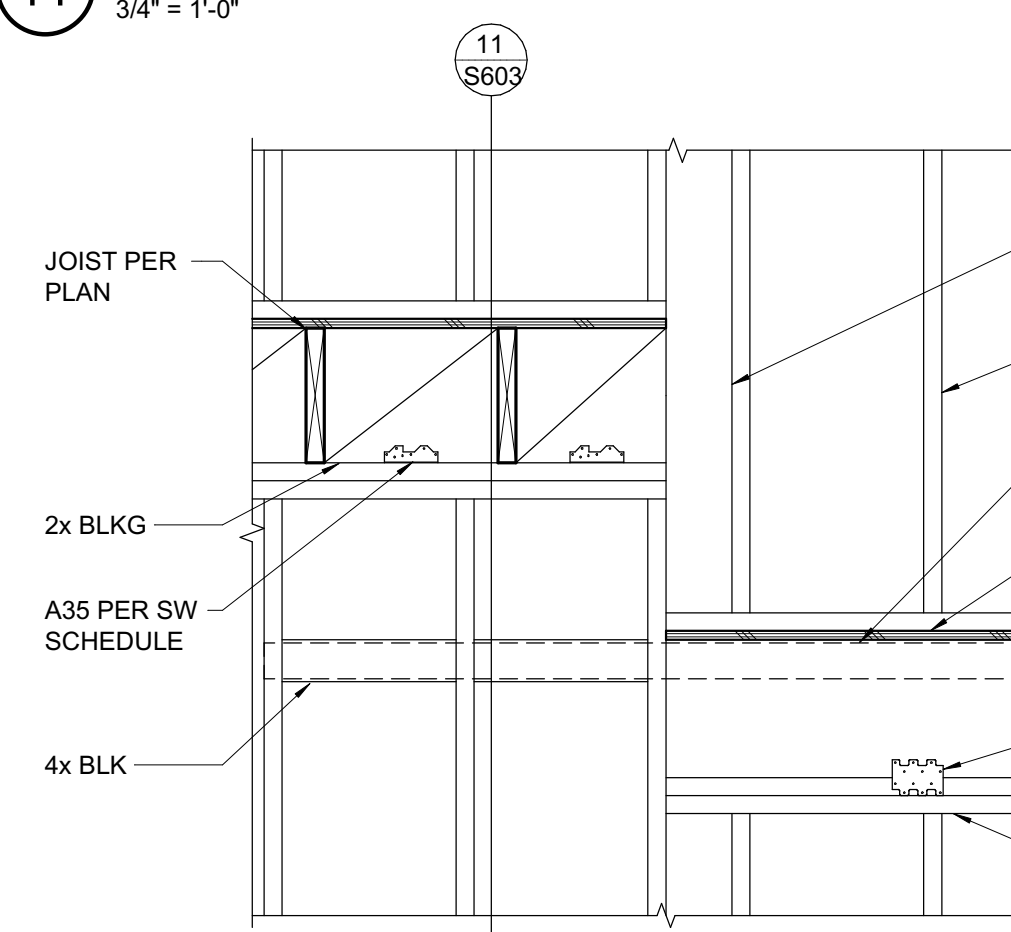 3/4" = 1'-0"
11
S603
JOIST PER
PLAN
2x BLKG
A35 PER SW
SCHEDULE
4x BLK